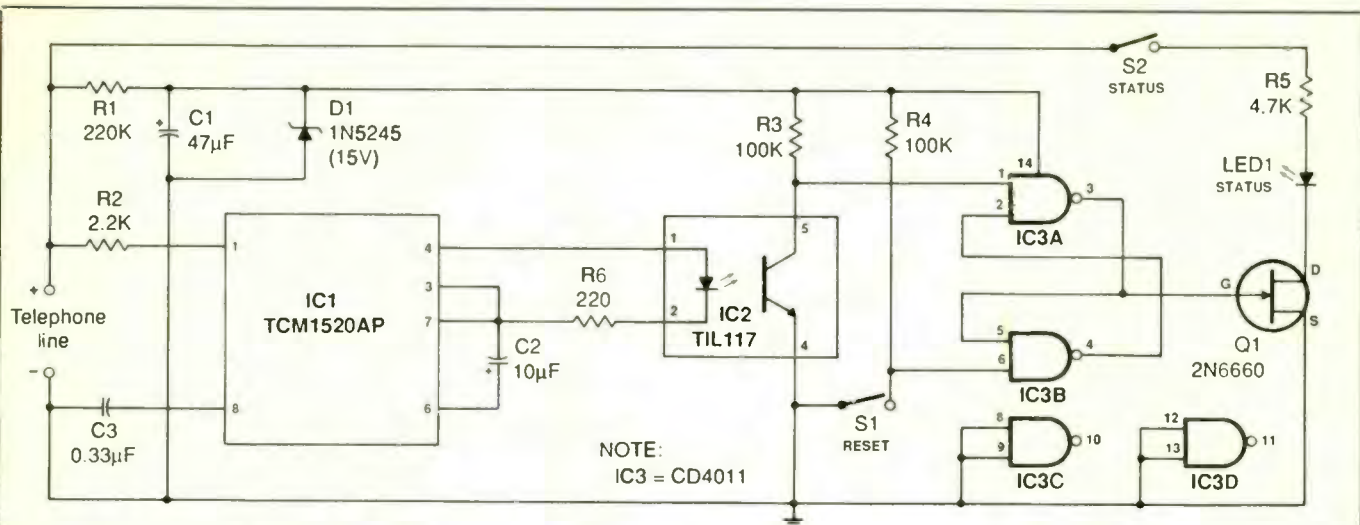 S2
STATUS
R1
220K
C1
+
47µF
D1
1N5245
(15V)
R3
100K
R4
100K
R5
4.7K
LED1
STATUS
R2
2.2K
14
1
2
3
IC3A
1
4
3
7
6
8
IC1
TCM1520AP
R6
220
C2
10µF
+
1
2
5
4
IC2
TIL117
+
Telephone
line
-
C3
0.33µF
5
6
4
IC3B
G
D
S
Q1
2N6660
S1
RESET
NOTE:
IC3 = CD4011
8
9
10
IC3C
12
13
11
IC3D